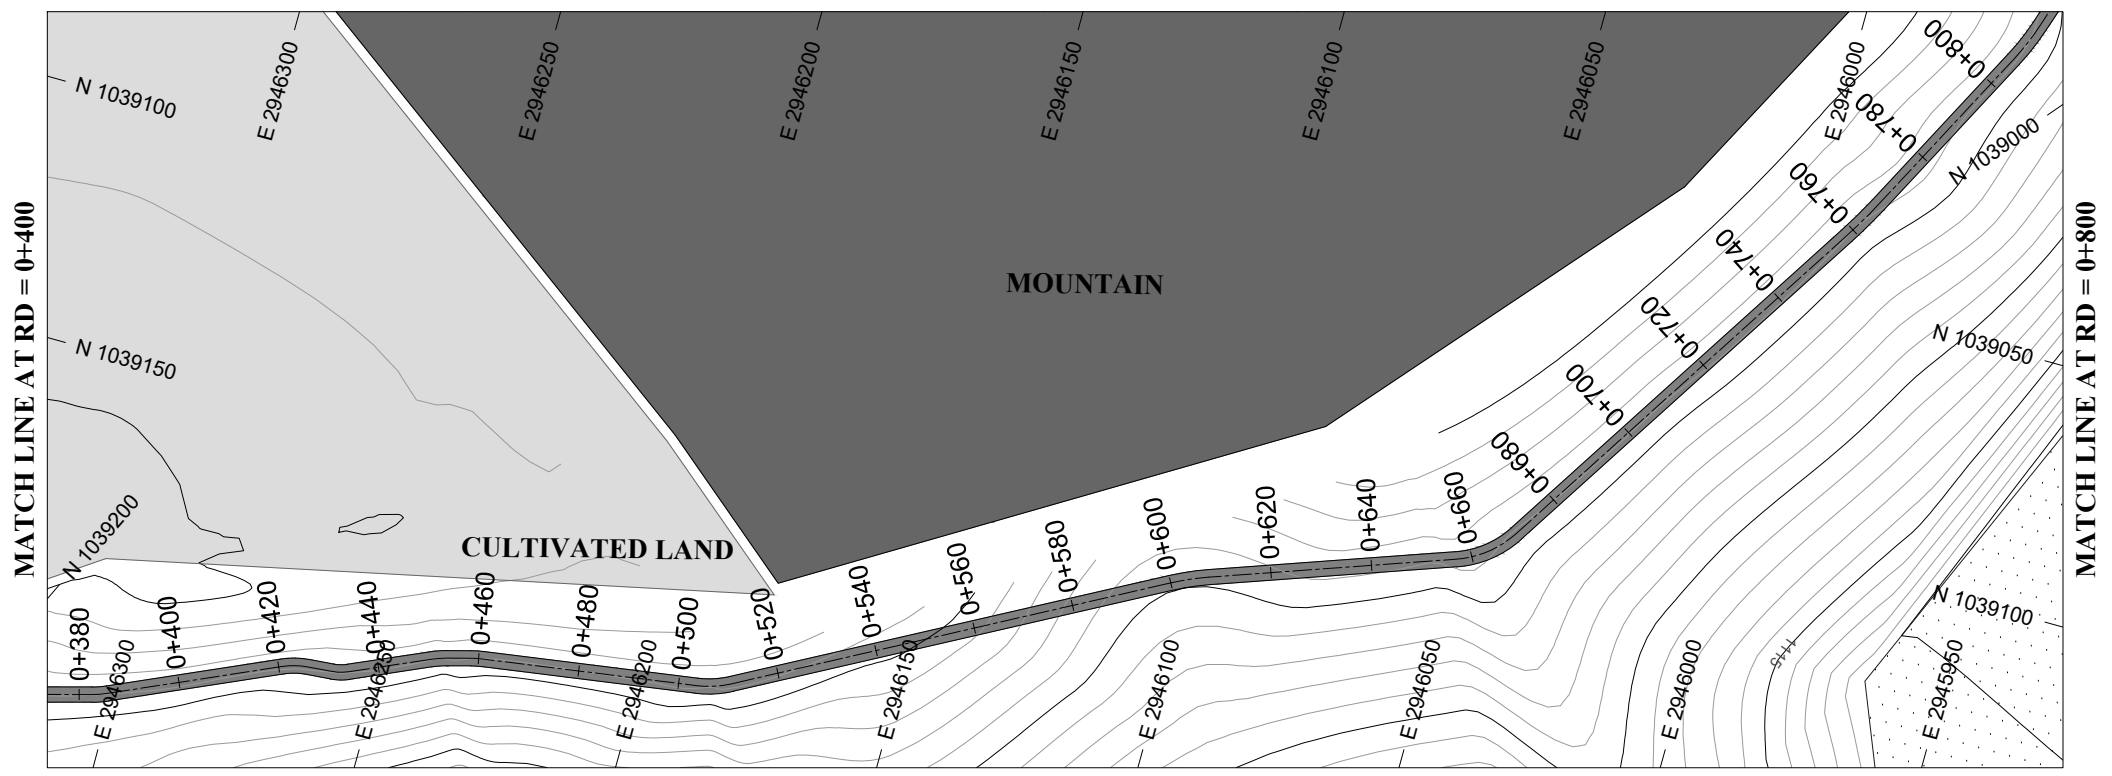 E 2946300
E 2946250
E 2946200
E 2946150
E 2946100
E 2946050
E 2946000
0+800
N 1039100
0+780
N 1039000
0+760
MATCH LINE AT RD = 0+400
MATCH LINE AT RD = 0+800
0+740
MOUNTAIN
0+720
N 1039150
N 1039050
0+700
0+680
N 1039200
CULTIVATED LAND
0+380
0+400
0+420
0+440
0+460
0+480
0+500
0+520
0+540
0+560
0+580
0+600
0+620
0+640
0+660
N 1039100
1115
E 2946300
E 2946250
E 2946200
E 2946150
E 2946100
E 2946050
E 2946000
E 2945950